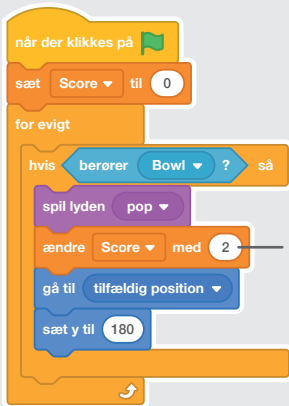 når der klikkes på
sæt Score til 0
for evigt
hvis berører Bowl ? så
spil lyden pop
ændre Score med 2
gå til tilfældig position
sæt y til 180